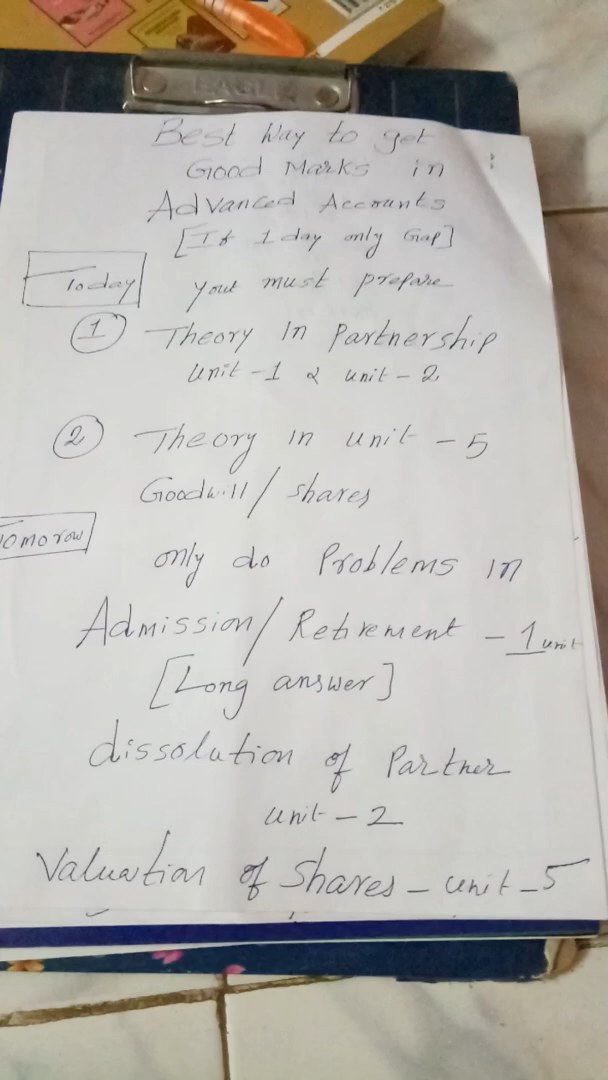 EAGLE
Best Way to get
Good Marks in
Advanced Accounts
[If 1 day only Gap]
Today you must prepare
① Theory in Partnership
unit - 1 & unit - 2
② Theory in unit - 5
Goodwill / shares
Tomorow
only do Problems in
Admission / Retirement - 1 unit
[Long answer]
dissolution of Partner
unit - 2
Valuation of Shares - unit - 5